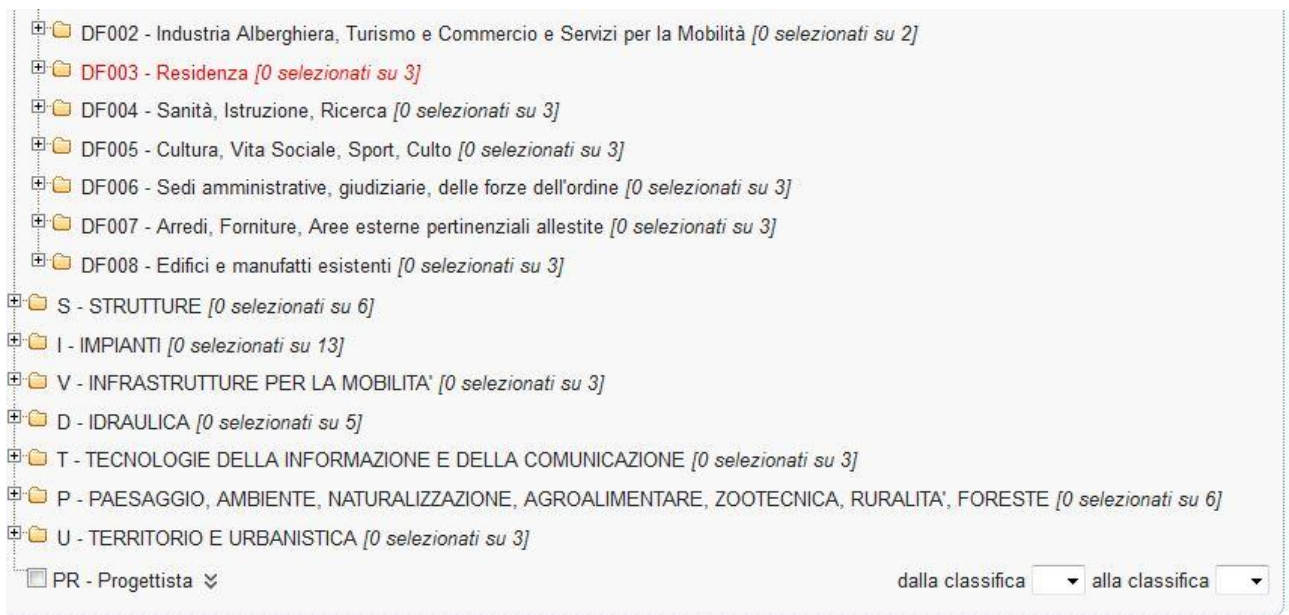 DF002 - Industria Alberghiera, Turismo e Commercio e Servizi per la Mobilità [0 selezionati su 2]
DF003 - Residenza [0 selezionati su 3]
DF004 - Sanità, Istruzione, Ricerca [0 selezionati su 3]
DF005 - Cultura, Vita Sociale, Sport, Culto [0 selezionati su 3]
DF006 - Sedi amministrative, giudiziarie, delle forze dell'ordine [0 selezionati su 3]
DF007 - Arredi, Forniture, Aree esterne pertinenziali allestite [0 selezionati su 3]
DF008 - Edifici e manufatti esistenti [0 selezionati su 3]
S - STRUTTURE [0 selezionati su 6]
I - IMPIANTI [0 selezionati su 13]
V - INFRASTRUTTURE PER LA MOBILITA' [0 selezionati su 3]
D - IDRAULICA [0 selezionati su 5]
T - TECNOLOGIE DELLA INFORMAZIONE E DELLA COMUNICAZIONE [0 selezionati su 3]
P - PAESAGGIO, AMBIENTE, NATURALIZZAZIONE, AGROALIMENTARE, ZOOTECNICA, RURALITA', FORESTE [0 selezionati su 6]
U - TERRITORIO E URBANISTICA [0 selezionati su 3]
PR - Progettista dalla classifica alla classifica